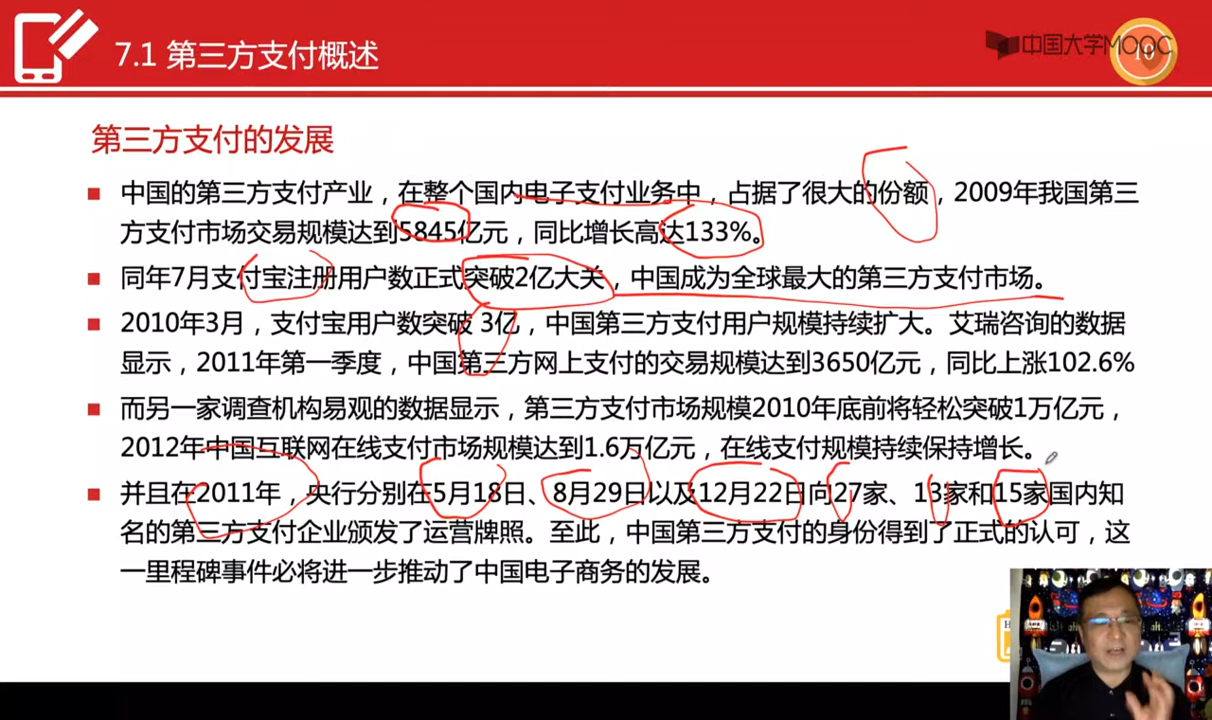 7.1 第三方支付概述
中国大学MOOC
10
第三方支付的发展
中国的第三方支付产业，在整个国内电子支付业务中，占据了很大的份额，2009年我国第三
方支付市场交易规模达到5845亿元，同比增长高达133%。
同年7月支付宝注册用户数正式突破2亿大关，中国成为全球最大的第三方支付市场。
2010年3月，支付宝用户数突破 3亿，中国第三方支付用户规模持续扩大。艾瑞咨询的数据
显示，2011年第一季度，中国第三方网上支付的交易规模达到3650亿元，同比上涨102.6%
而另一家调查机构易观的数据显示，第三方支付市场规模2010年底前将轻松突破1万亿元，
2012年中国互联网在线支付市场规模达到1.6万亿元，在线支付规模持续保持增长。
并且在2011年，央行分别在5月18日、8月29日以及12月22日向27家、13家和15家国内知
名的第三方支付企业颁发了运营牌照。至此，中国第三方支付的身份得到了正式的认可，这
一里程碑事件必将进一步推动了中国电子商务的发展。